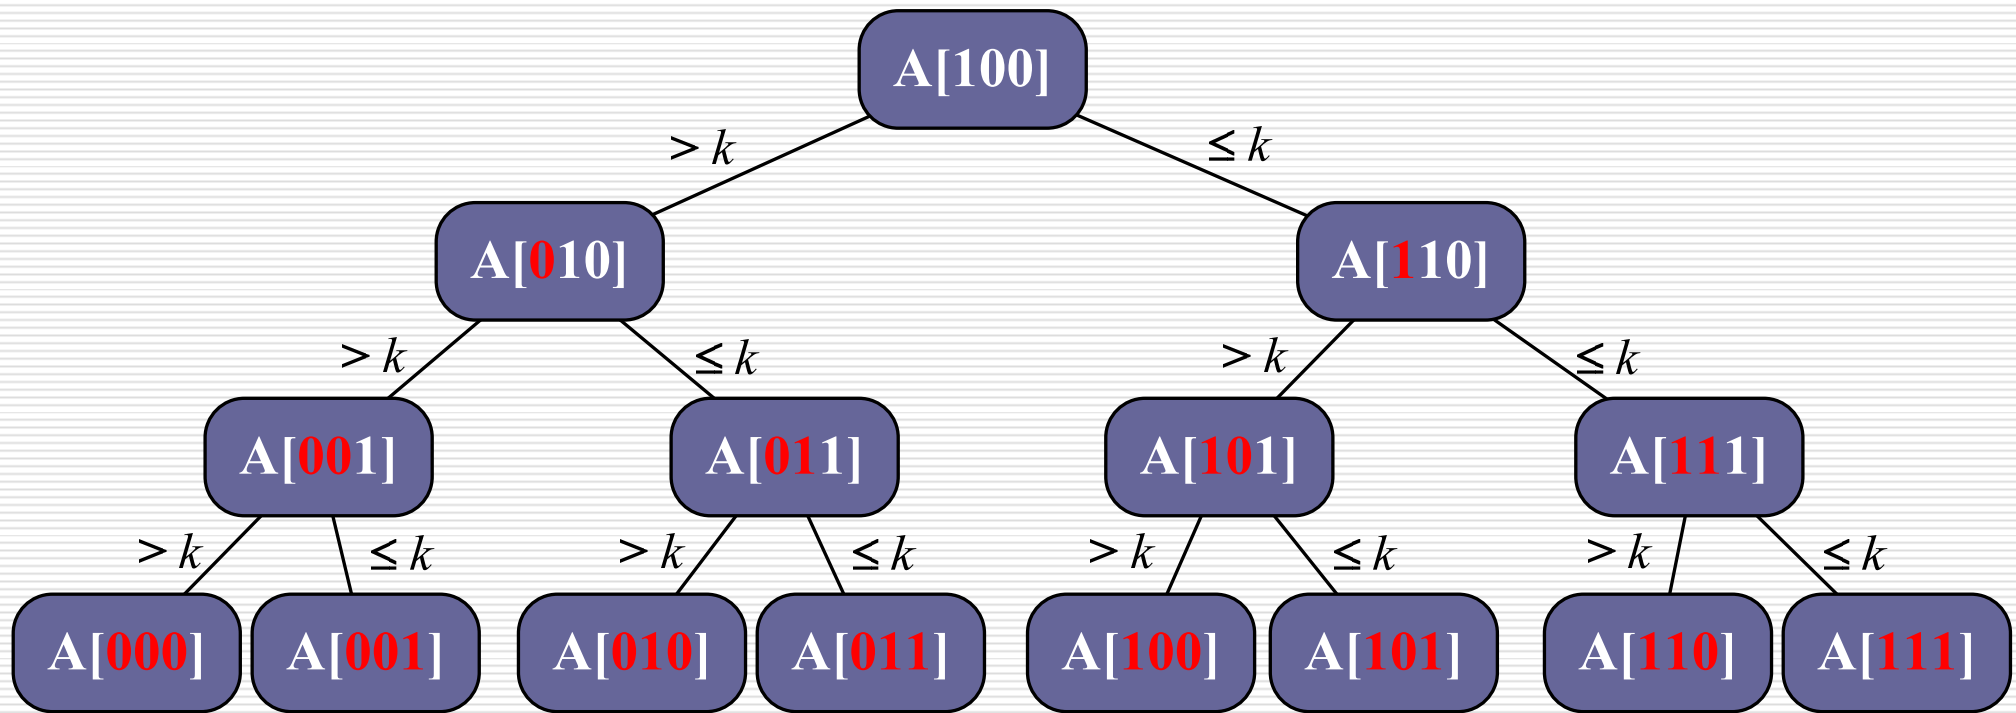 A[100]
> k ≤ k
A[010] A[110]
> k ≤ k > k ≤ k
A[001] A[011] A[101] A[111]
> k ≤ k > k ≤ k > k ≤ k > k ≤ k
A[000] A[001] A[010] A[011] A[100] A[101] A[110] A[111]